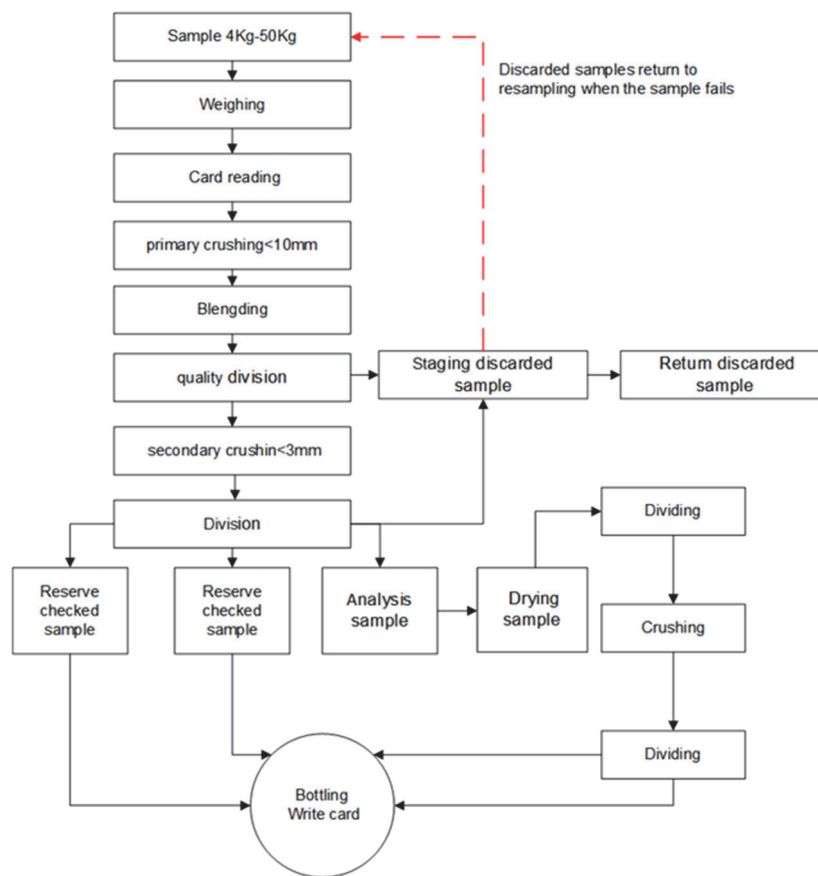 Sample 4Kg-50Kg
Discarded samples return to
resampling when the sample fails
Weighing
Card reading
primary crushing<10mm
Blengding
quality division
Staging discarded
sample
Return discarded
sample
secondary crushin<3mm
Division
Dividing
Reserve
checked
sample
Reserve
checked
sample
Analysis
sample
Drying
sample
Crushing
Dividing
Bottling
Write card